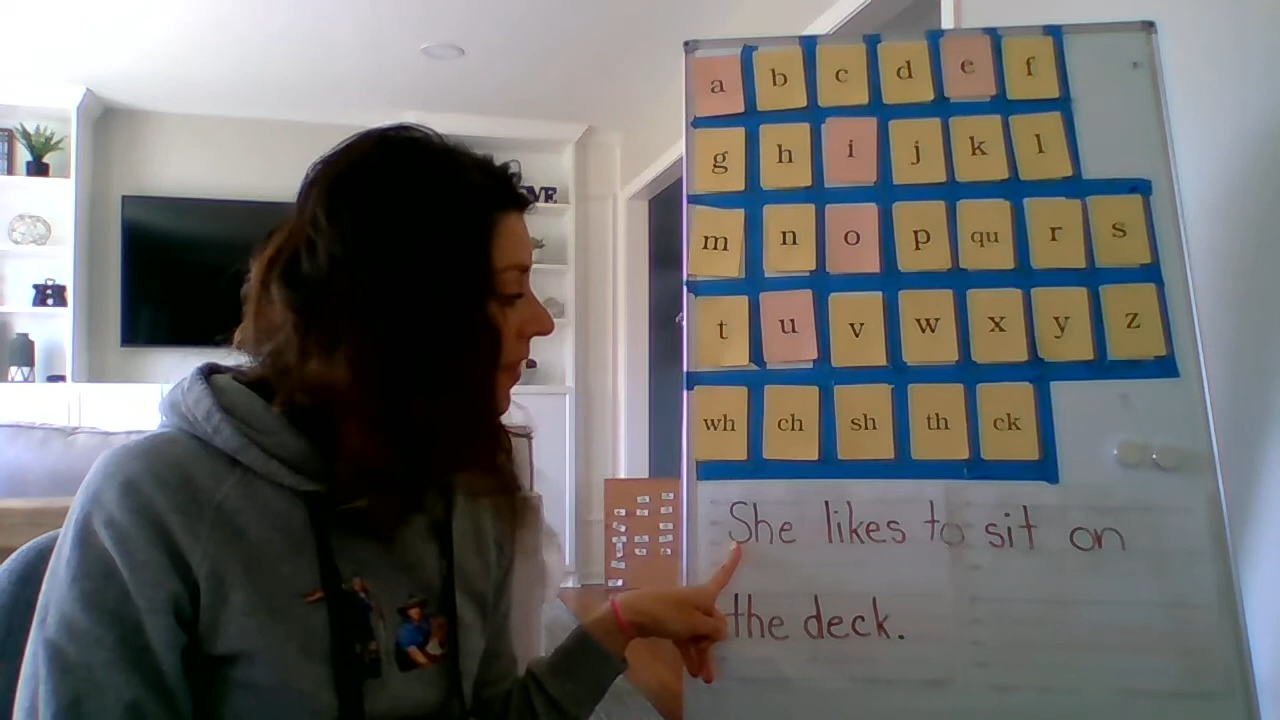 a b c d e f
g h i j k l
m n o p qu r s
t u v w x y z
wh ch sh th ck
She likes to sit on
the deck.